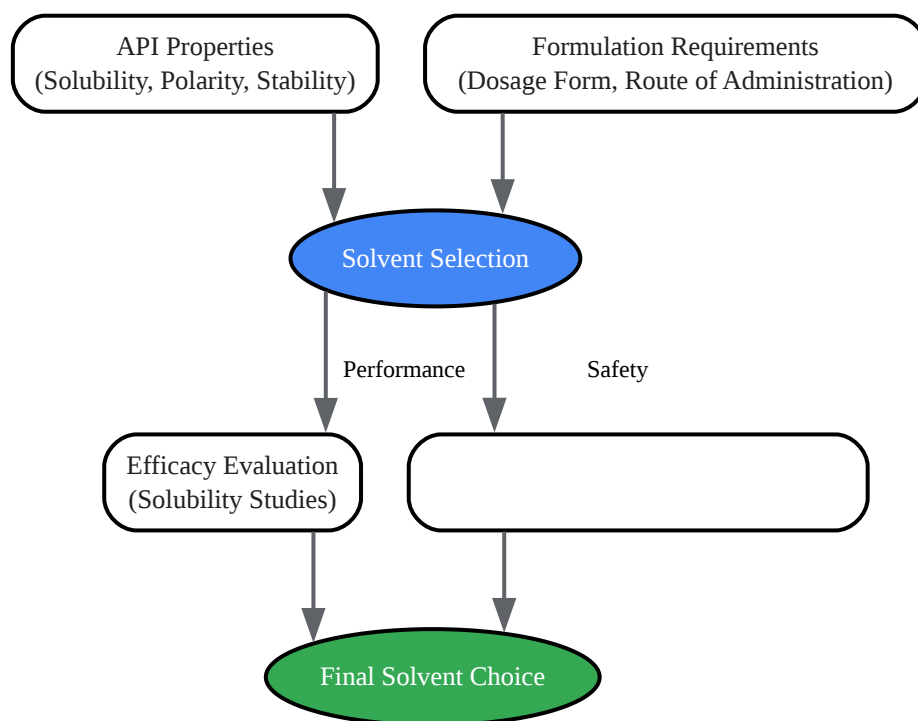 API Properties
(Solubility, Polarity, Stability)
Formulation Requirements
(Dosage Form, Route of Administration)
Solvent Selection
Performance
Safety
Efficacy Evaluation
(Solubility Studies)
Final Solvent Choice